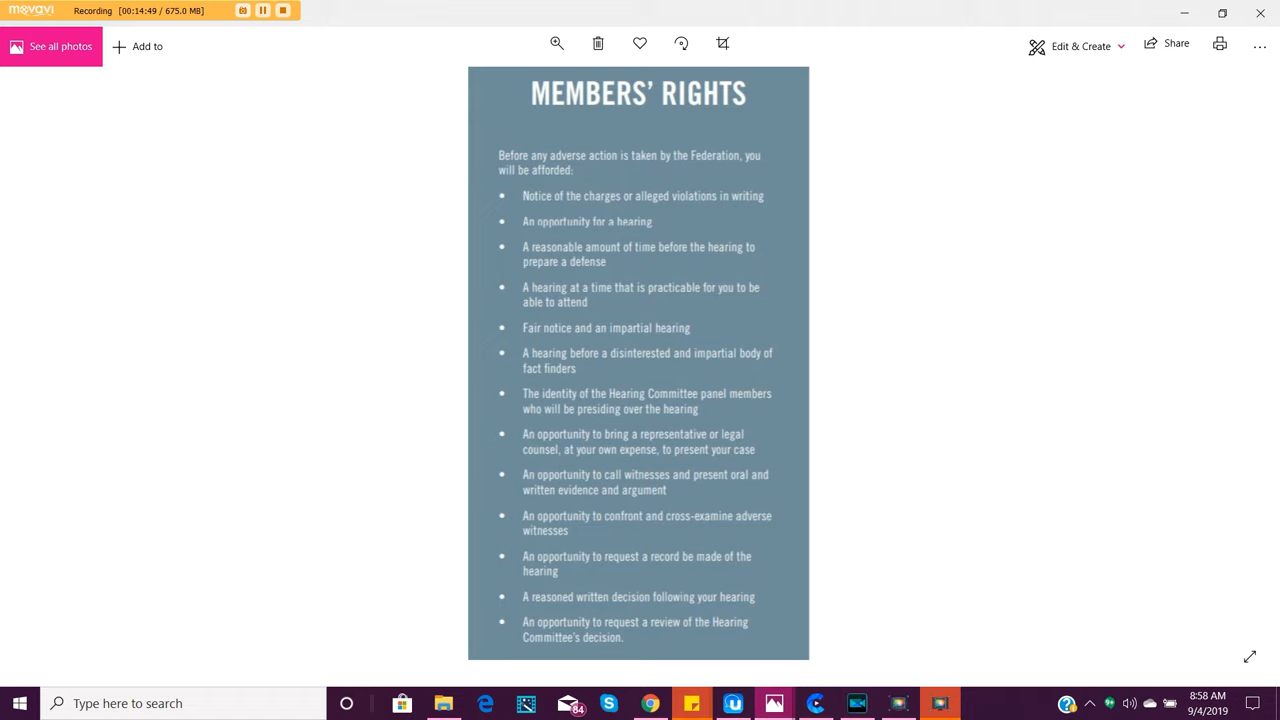 movavi Recording [00:14:49 / 675.0 MB]
See all photos
Add to
Edit & Create
Share
MEMBERS' RIGHTS
Before any adverse action is taken by the Federation, you
will be afforded:
• Notice of the charges or alleged violations in writing
• An opportunity for a hearing
• A reasonable amount of time before the hearing to
prepare a defense
• A hearing at a time that is practicable for you to be
able to attend
• Fair notice and an impartial hearing
• A hearing before a disinterested and impartial body of
fact finders
• The identity of the Hearing Committee panel members
who will be presiding over the hearing
• An opportunity to bring a representative or legal
counsel, at your own expense, to present your case
• An opportunity to call witnesses and present oral and
written evidence and argument
• An opportunity to confront and cross-examine adverse
witnesses
• An opportunity to request a record be made of the
hearing
• A reasoned written decision following your hearing
• An opportunity to request a review of the Hearing
Committee's decision.
Type here to search
84
8:58 AM
9/4/2019